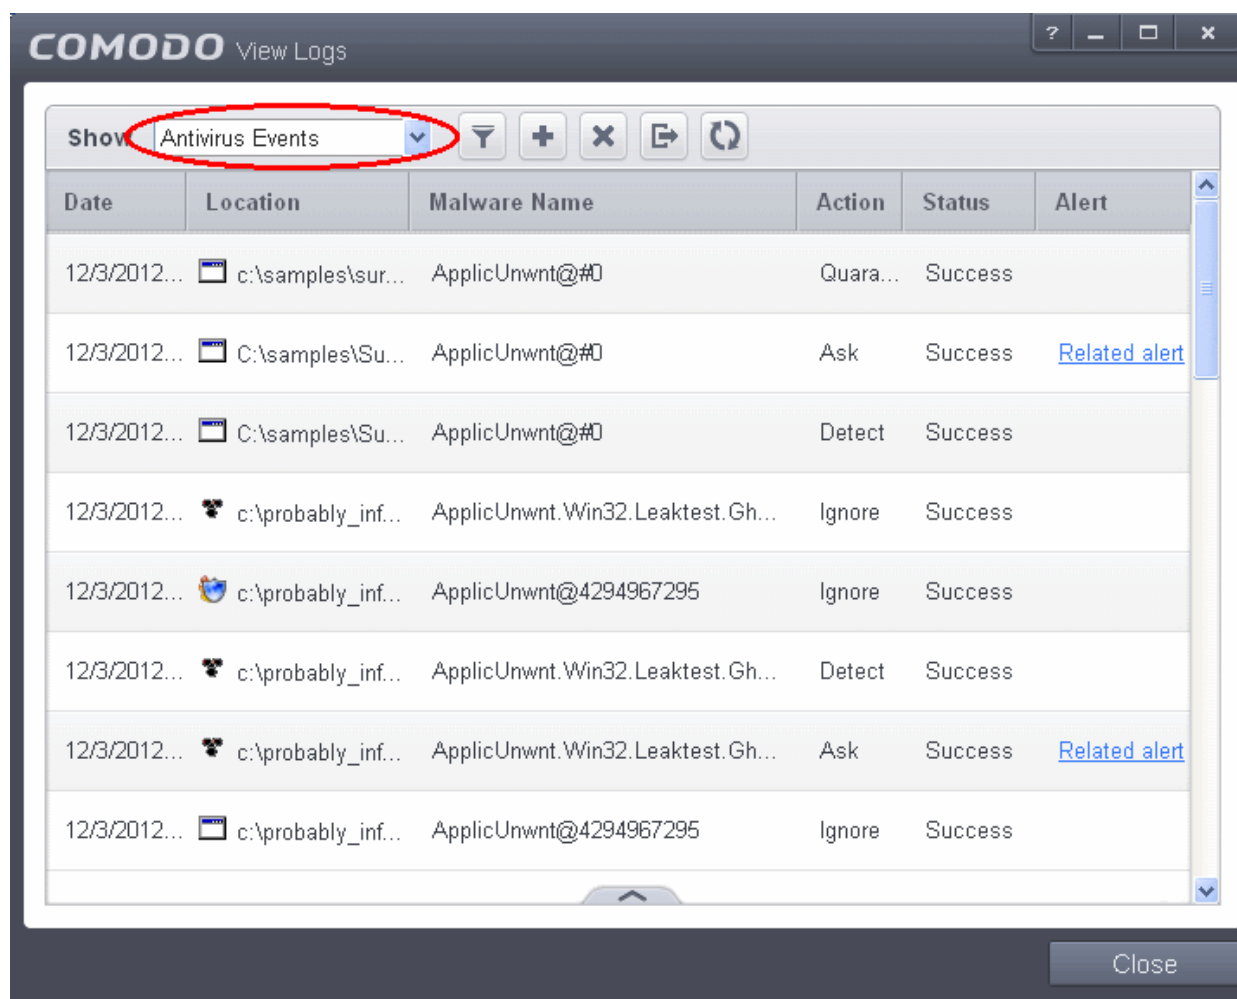 COMODO View Logs ?
Show Antivirus Events
Date Location Malware Name Action Status Alert
12/3/2012... c:\samples\sur... ApplicUnwnt@#0 Quara... Success
12/3/2012... C:\samples\Su... ApplicUnwnt@#0 Ask Success Related alert
12/3/2012... C:\samples\Su... ApplicUnwnt@#0 Detect Success
12/3/2012... c:\probably_inf... ApplicUnwnt.Win32.Leaktest.Gh... Ignore Success
12/3/2012... c:\probably_inf... ApplicUnwnt@4294967295 Ignore Success
12/3/2012... c:\probably_inf... ApplicUnwnt.Win32.Leaktest.Gh... Detect Success
12/3/2012... c:\probably_inf... ApplicUnwnt.Win32.Leaktest.Gh... Ask Success Related alert
12/3/2012... c:\probably_inf... ApplicUnwnt@4294967295 Ignore Success
Close